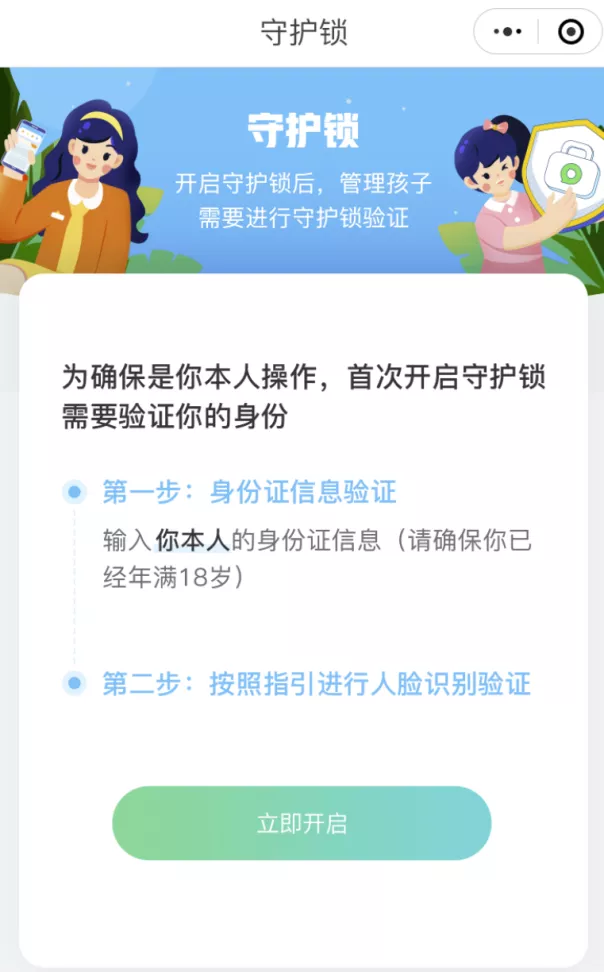 守护锁
守护锁
开启守护锁后，管理孩子
需要进行守护锁验证
为确保是你本人操作，首次开启守护锁
需要验证你的身份
第一步：身份证信息验证
输入你本人的身份证信息（请确保你已
经年满18岁）
第二步：按照指引进行人脸识别验证
立即开启